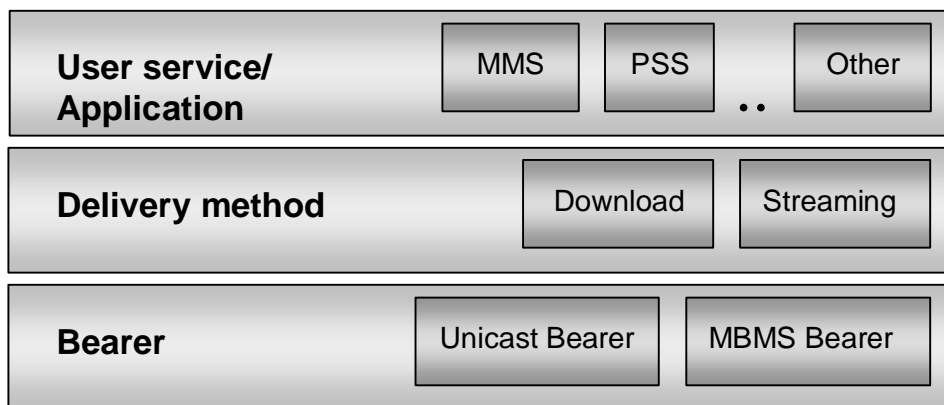 User service/
Application
MMS
PSS
..
Other
Delivery method
Download
Streaming
Bearer
Unicast Bearer
MBMS Bearer